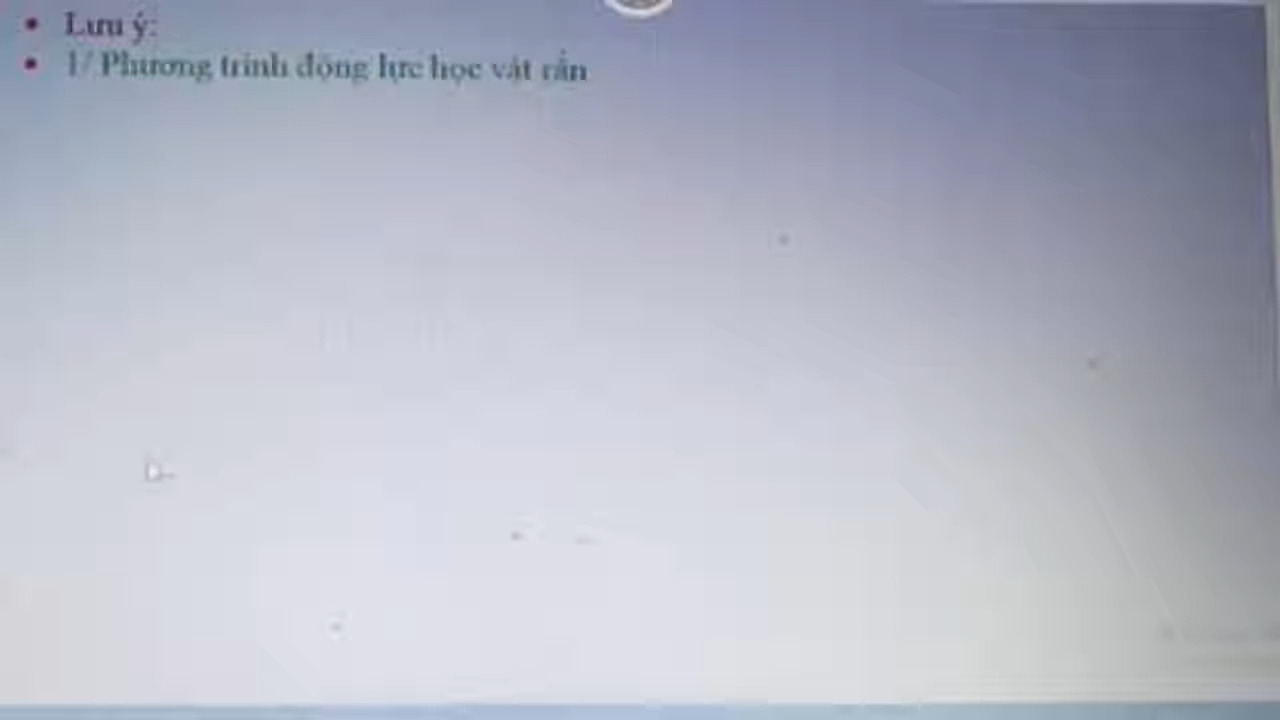 Lưu ý:
1/ Phương trình động lực học vật rắn